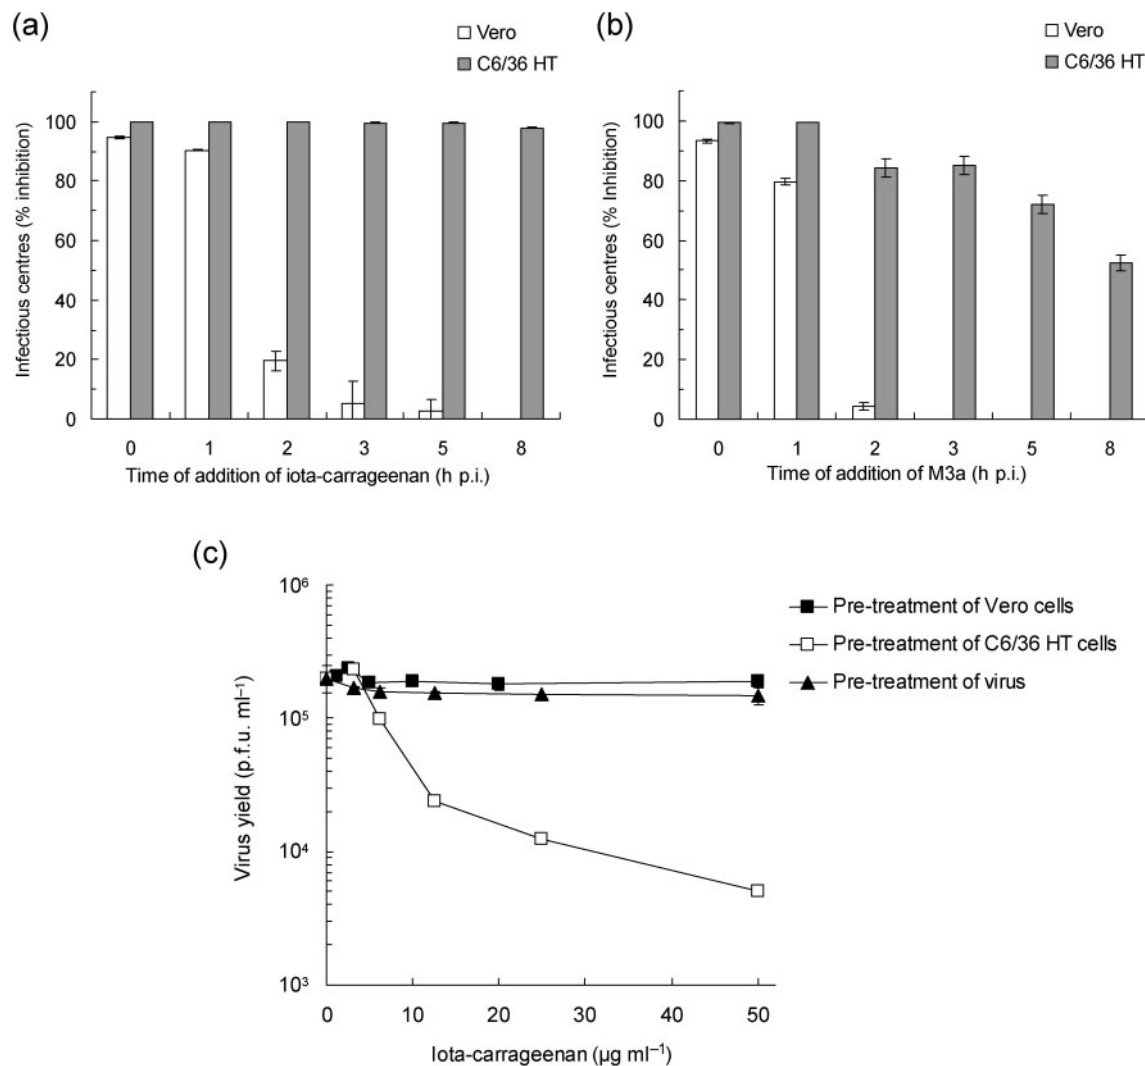 (a)
Vero
C6/36 HT
Infectious centres (% inhibition)
100
80
60
40
20
0
0 1 2 3 5 8
Time of addition of iota-carrageenan (h p.i.)
(b)
Vero
C6/36 HT
Infectious centres (% Inhibition)
100
80
60
40
20
0
0 1 2 3 5 8
Time of addition of M3a (h p.i.)
(c)
Virus yield (p.f.u. ml⁻¹)
10⁶
10⁵
10⁴
10³
0 10 20 30 40 50
Iota-carrageenan (µg ml⁻¹)
Pre-treatment of Vero cells
Pre-treatment of C6/36 HT cells
Pre-treatment of virus